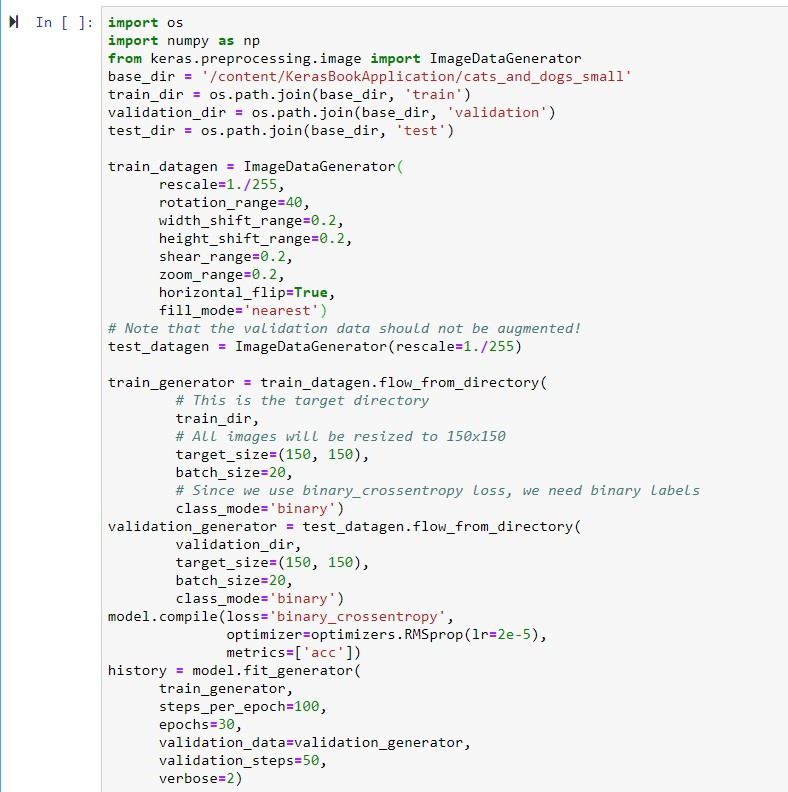 In [ ]:
import os
import numpy as np
from keras.preprocessing.image import ImageDataGenerator
base_dir = '/content/KerasBookApplication/cats_and_dogs_small'
train_dir = os.path.join(base_dir, 'train')
validation_dir = os.path.join(base_dir, 'validation')
test_dir = os.path.join(base_dir, 'test')

train_datagen = ImageDataGenerator(
      rescale=1./255,
      rotation_range=40,
      width_shift_range=0.2,
      height_shift_range=0.2,
      shear_range=0.2,
      zoom_range=0.2,
      horizontal_flip=True,
      fill_mode='nearest')
# Note that the validation data should not be augmented!
test_datagen = ImageDataGenerator(rescale=1./255)

train_generator = train_datagen.flow_from_directory(
        # This is the target directory
        train_dir,
        # All images will be resized to 150x150
        target_size=(150, 150),
        batch_size=20,
        # Since we use binary_crossentropy loss, we need binary labels
        class_mode='binary')
validation_generator = test_datagen.flow_from_directory(
        validation_dir,
        target_size=(150, 150),
        batch_size=20,
        class_mode='binary')
model.compile(loss='binary_crossentropy',
              optimizer=optimizers.RMSprop(lr=2e-5),
              metrics=['acc'])
history = model.fit_generator(
      train_generator,
      steps_per_epoch=100,
      epochs=30,
      validation_data=validation_generator,
      validation_steps=50,
      verbose=2)